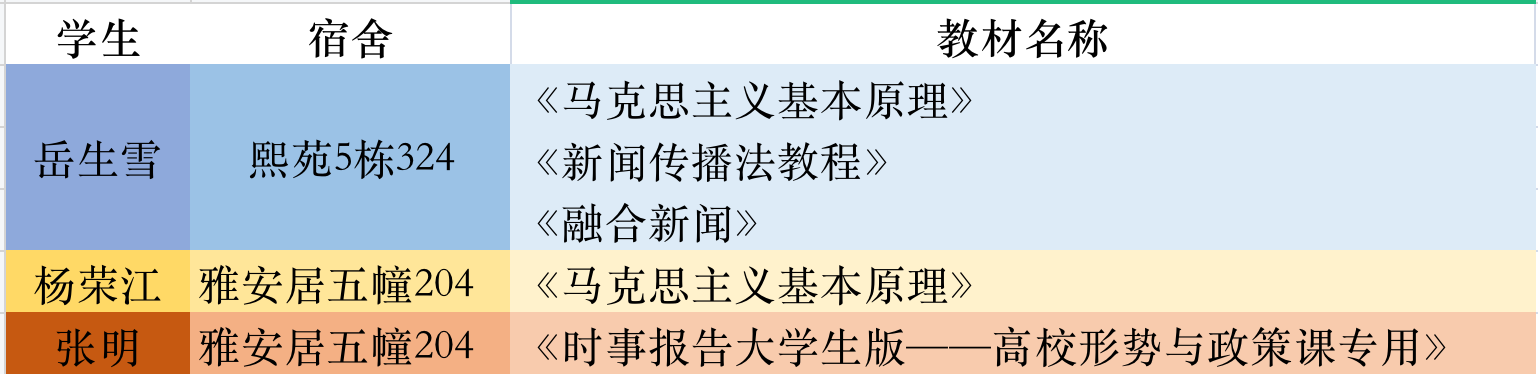 学生 宿舍 教材名称
《马克思主义基本原理》
岳生雪 熙苑5栋324 《新闻传播法教程》
《融合新闻》
杨荣江 雅安居五幢204 《马克思主义基本原理》
张明 雅安居五幢204 《时事报告大学生版——高校形势与政策课专用》